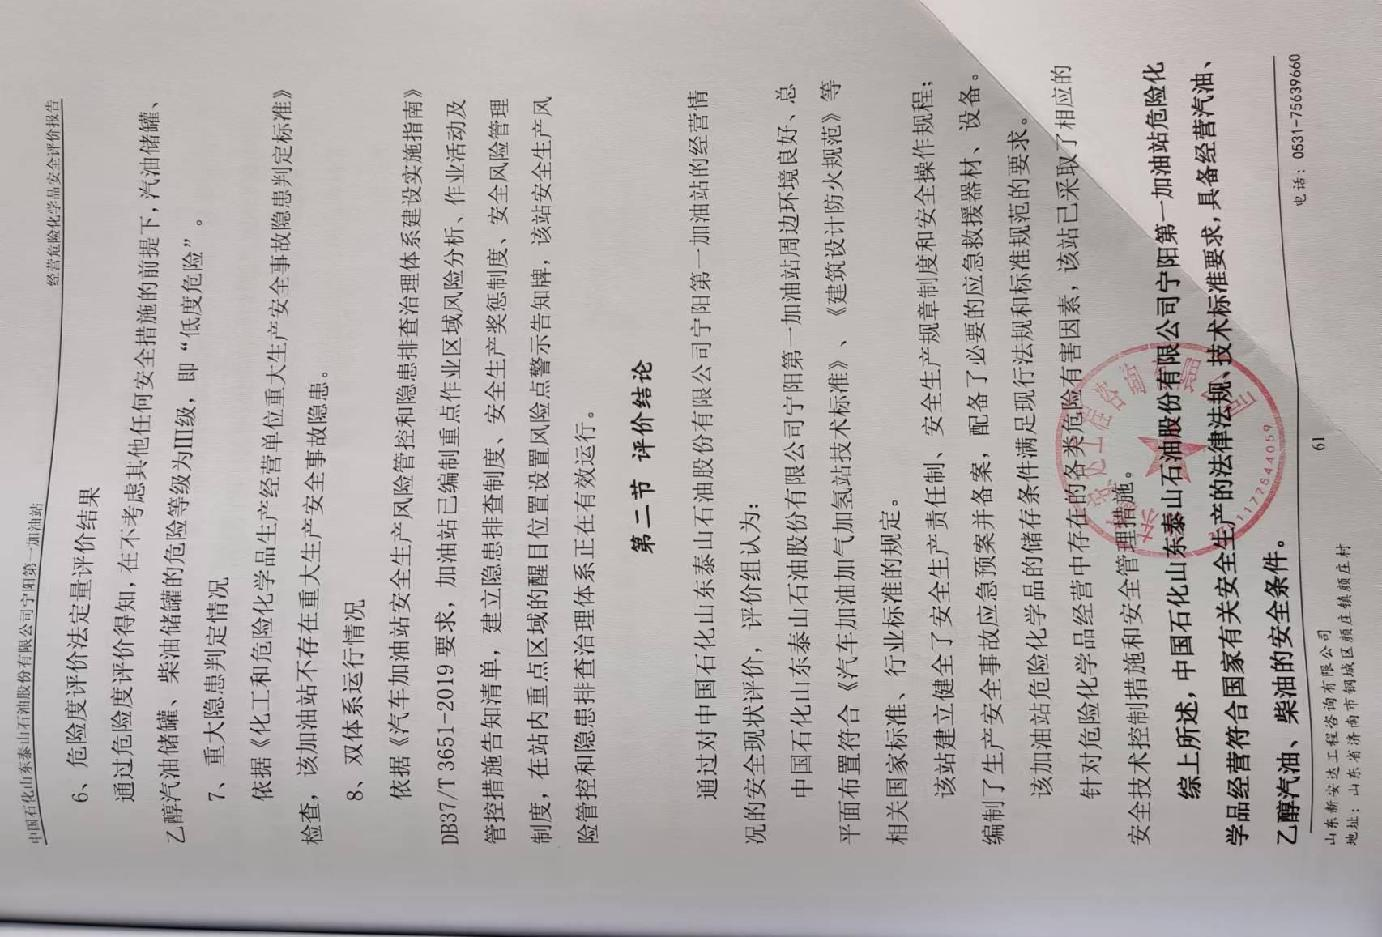 中国石化山东泰山石油股份有限公司宁阳第一加油站 经营危险化学品安全评价报告
6、危险度评价法定量评价结果
通过危险度评价得知，在不考虑其他任何安全措施的前提下，汽油储罐、
乙醇汽油储罐、柴油储罐的危险等级为III级，即“低度危险”。
7、重大隐患判定情况
依据《化工和危险化学品生产经营单位重大生产安全事故隐患判定标准》
检查，该加油站不存在重大生产安全事故隐患。
8、双体系运行情况
依据《汽车加油站安全生产风险管控和隐患排查治理体系建设实施指南》
DB37/T 3651-2019 要求，加油站已编制重点作业区域风险分析、作业活动及
管控措施告知清单，建立隐患排查制度、安全生产奖惩制度、安全风险管理
制度，在站内重点区域的醒目位置设置风险点警示告知牌，该站安全生产风
险管控和隐患排查治理体系正在有效运行。
第二节 评价结论
通过对中国石化山东泰山石油股份有限公司宁阳第一加油站的经营情
况的安全现状评价，评价组认为：
中国石化山东泰山石油股份有限公司宁阳第一加油站周边环境良好、总
平面布置符合《汽车加油加气加氢站技术标准》、《建筑设计防火规范》等
相关国家标准、行业标准的规定。
该站建立健全了安全生产责任制、安全生产规章制度和安全操作规程；
编制了生产安全事故应急预案并备案，配备了必要的应急救援器材、设备。
该加油站危险化学品的储存条件满足现行法规和标准规范的要求。
针对危险化学品经营中存在的各类危险有害因素，该站已采取了相应的
安全技术控制措施和安全管理措施。
综上所述，中国石化山东泰山石油股份有限公司宁阳第一加油站危险化
学品经营符合国家有关安全生产的法律法规、技术标准要求，具备经营汽油、
乙醇汽油、柴油的安全条件。
山东新安达工程咨询有限公司 61
地址：山东省济南市钢城区颜庄镇颜庄村 电话：0531-75639660